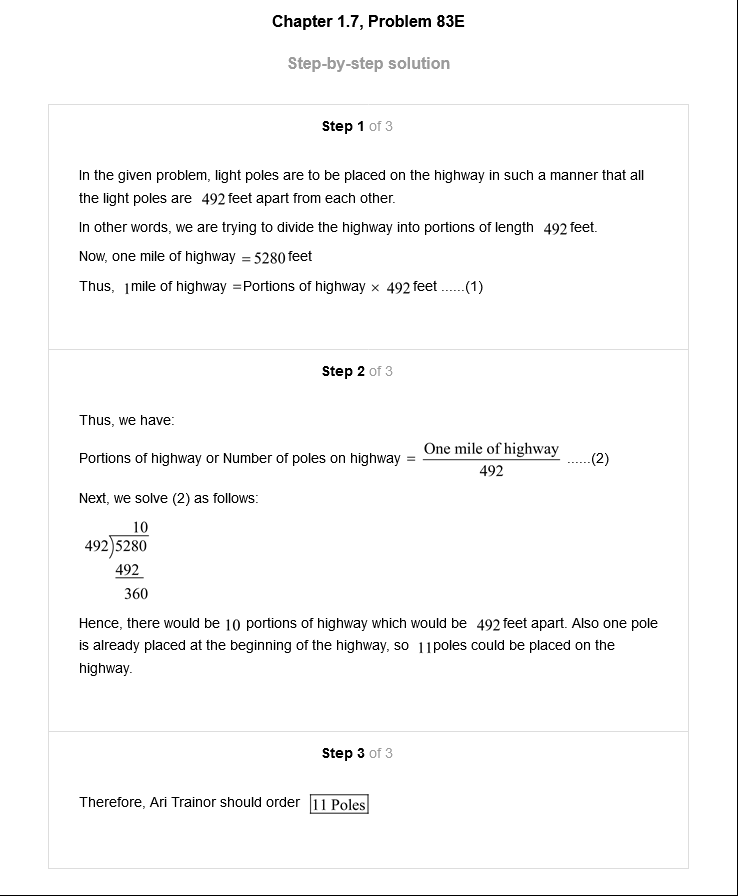 Chapter 1.7, Problem 83E
Step-by-step solution
Step 1 of 3
In the given problem, light poles are to be placed on the highway in such a manner that all
the light poles are 492 feet apart from each other.
In other words, we are trying to divide the highway into portions of length 492 feet.
Now, one mile of highway = 5280 feet
Thus, 1 mile of highway = Portions of highway × 492 feet ......(1)
Step 2 of 3
Thus, we have:
Portions of highway or Number of poles on highway = One mile of highway / 492 ......(2)
Next, we solve (2) as follows:
10
492)5280
492
360
Hence, there would be 10 portions of highway which would be 492 feet apart. Also one pole
is already placed at the beginning of the highway, so 11 poles could be placed on the
highway.
Step 3 of 3
Therefore, Ari Trainor should order 11 Poles